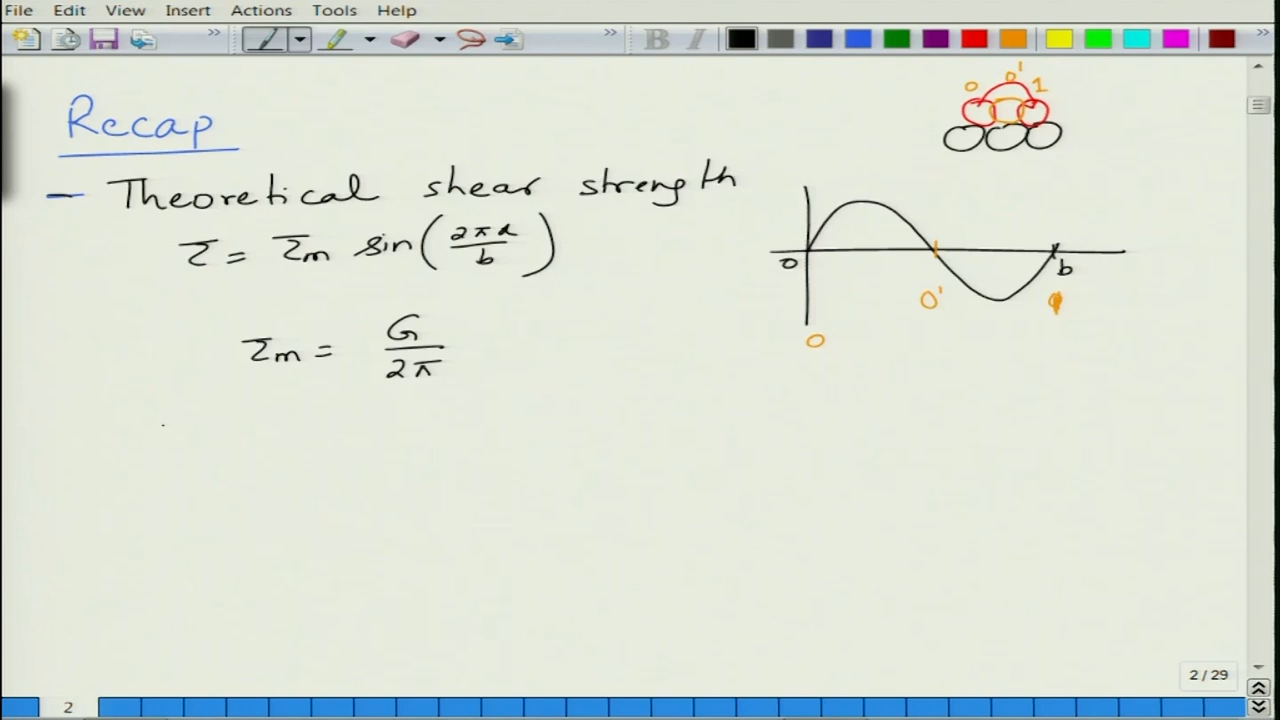 File Edit View Insert Actions Tools Help
B I
0 0' 1
Recap
– Theoretical shear strength
τ = τm sin(2πd/b)
0 b
0'
0
τm = G/2π
2 / 29
2